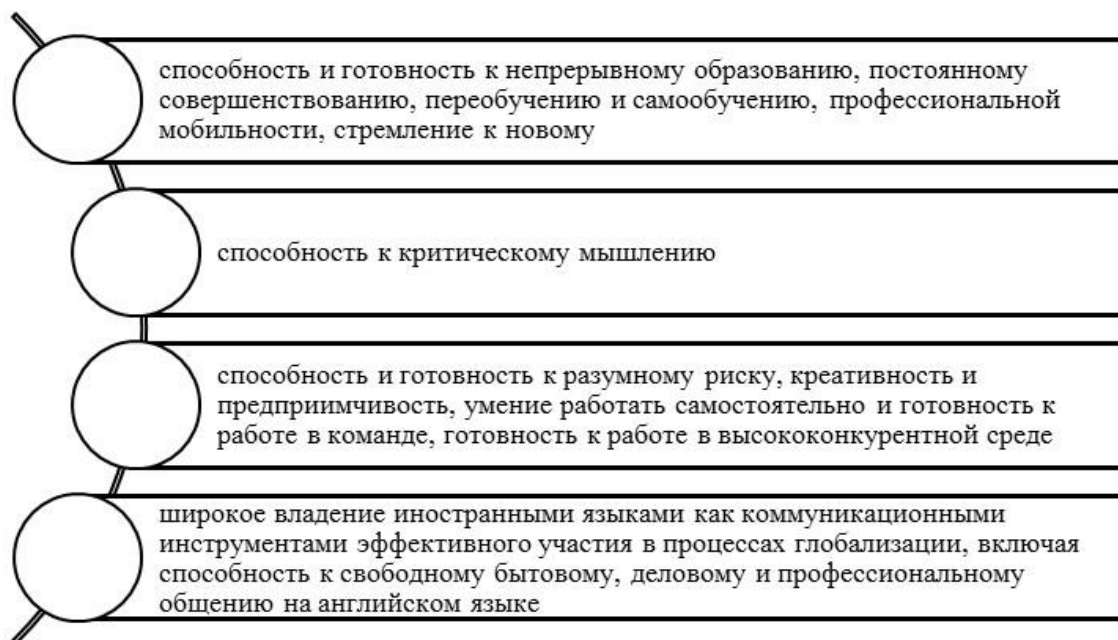 способность и готовность к непрерывному образованию, постоянному
совершенствованию, переобучению и самообучению, профессиональной
мобильности, стремление к новому
способность к критическому мышлению
способность и готовность к разумному риску, креативность и
предприимчивость, умение работать самостоятельно и готовность к
работе в команде, готовность к работе в высококонкурентной среде
широкое владение иностранными языками как коммуникационными
инструментами эффективного участия в процессах глобализации, включая
способность к свободному бытовому, деловому и профессиональному
общению на английском языке